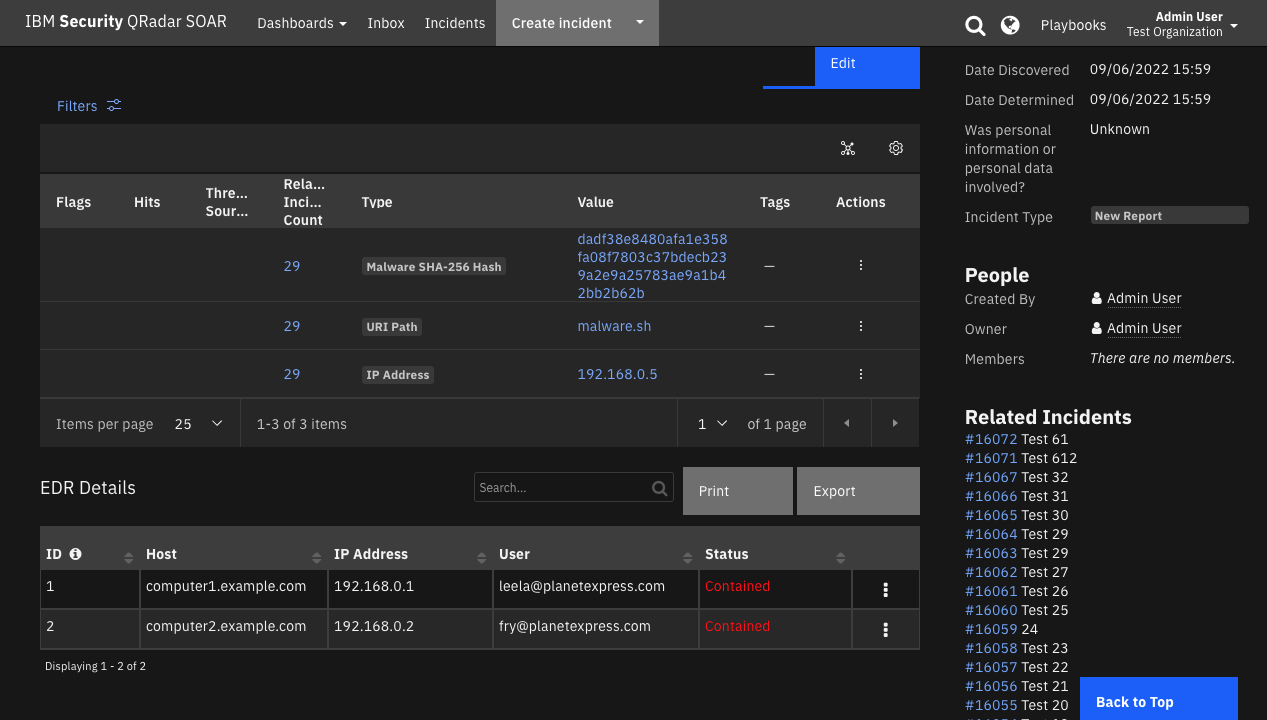 IBM Security QRadar SOAR
Dashboards
Inbox
Incidents
Create incident
Playbooks
Admin User
Test Organization
Edit
Filters
Flags
Hits
Thre...
Sour...
Rela...
Inci...
Count
Type
Value
Tags
Actions
29
Malware SHA-256 Hash
dadf38e8480afa1e358
fa08f7803c37bdecb23
9a2e9a25783ae9a1b4
2bb2b62b
—
29
URI Path
malware.sh
—
29
IP Address
192.168.0.5
—
Items per page 25
1-3 of 3 items
1
of 1 page
EDR Details
Search...
Print
Export
ID
Host
IP Address
User
Status
1
computer1.example.com
192.168.0.1
leela@planetexpress.com
Contained
2
computer2.example.com
192.168.0.2
fry@planetexpress.com
Contained
Displaying 1 - 2 of 2
Date Discovered
09/06/2022 15:59
Date Determined
09/06/2022 15:59
Was personal
information or
personal data
involved?
Unknown
Incident Type
New Report
People
Created By
Admin User
Owner
Admin User
Members
There are no members.
Related Incidents
#16072 Test 61
#16071 Test 612
#16067 Test 32
#16066 Test 31
#16065 Test 30
#16064 Test 29
#16063 Test 29
#16062 Test 27
#16061 Test 26
#16060 Test 25
#16059 24
#16058 Test 23
#16057 Test 22
#16056 Test 21
#16055 Test 20
Back to Top